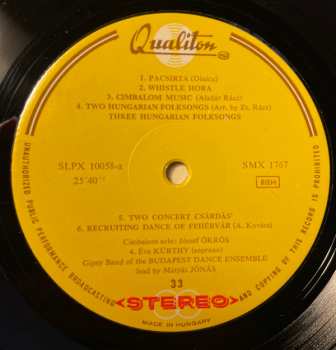 Qualiton
1. PACSIRTA (Dinicu)
2. WHISTLE HORA
3. CIMBALOM MUSIC (Aladár Rácz)
4. TWO HUNGARIAN FOLKSONGS (Arr. by Zs. Rácz)
THREE HUNGARIAN FOLKSONGS
SLPX 10058-a
SMX 1767
25'40"
BIEM
5. TWO CONCERT CSÁRDÁS'
6. RECRUITING DANCE OF FEHÉRVÁR (A. Kovács)
Cimbalom solo: József ÖKRÖS
4. Éva KÜRTHY (soprano)
Gipsy Band of the BUDAPEST DANCE ENSEMBLE
lead by Mátyás JÓNÁS
33
STEREO
MADE IN HUNGARY
UNAUTHORIZED PUBLIC PERFORMANCE BROADCASTING AND COPYING OF THIS RECORD IS PROHIBITED